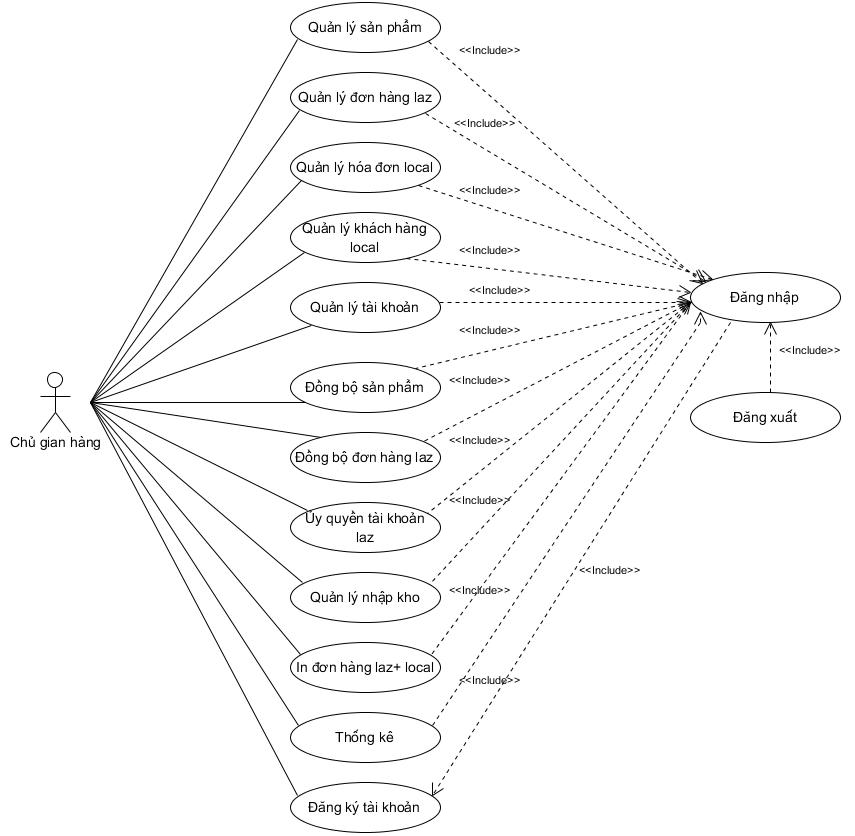 Quản lý sản phẩm
<<Include>>
Quản lý đơn hàng laz
<<Include>>
Quản lý hóa đơn local
<<Include>>
Quản lý khách hàng
local
<<Include>>
Quản lý tài khoản
<<Include>>
Đăng nhập
<<Include>>
Đồng bộ sản phẩm
<<Include>>
<<Include>>
Chủ gian hàng
Đăng xuất
Đồng bộ đơn hàng laz
<<Include>>
Ủy quyền tài khoản
laz
<<Include>>
Quản lý nhập kho
<<Include>>
<<Include>>
In đơn hàng laz+ local
<<Include>>
Thống kê
Đăng ký tài khoản